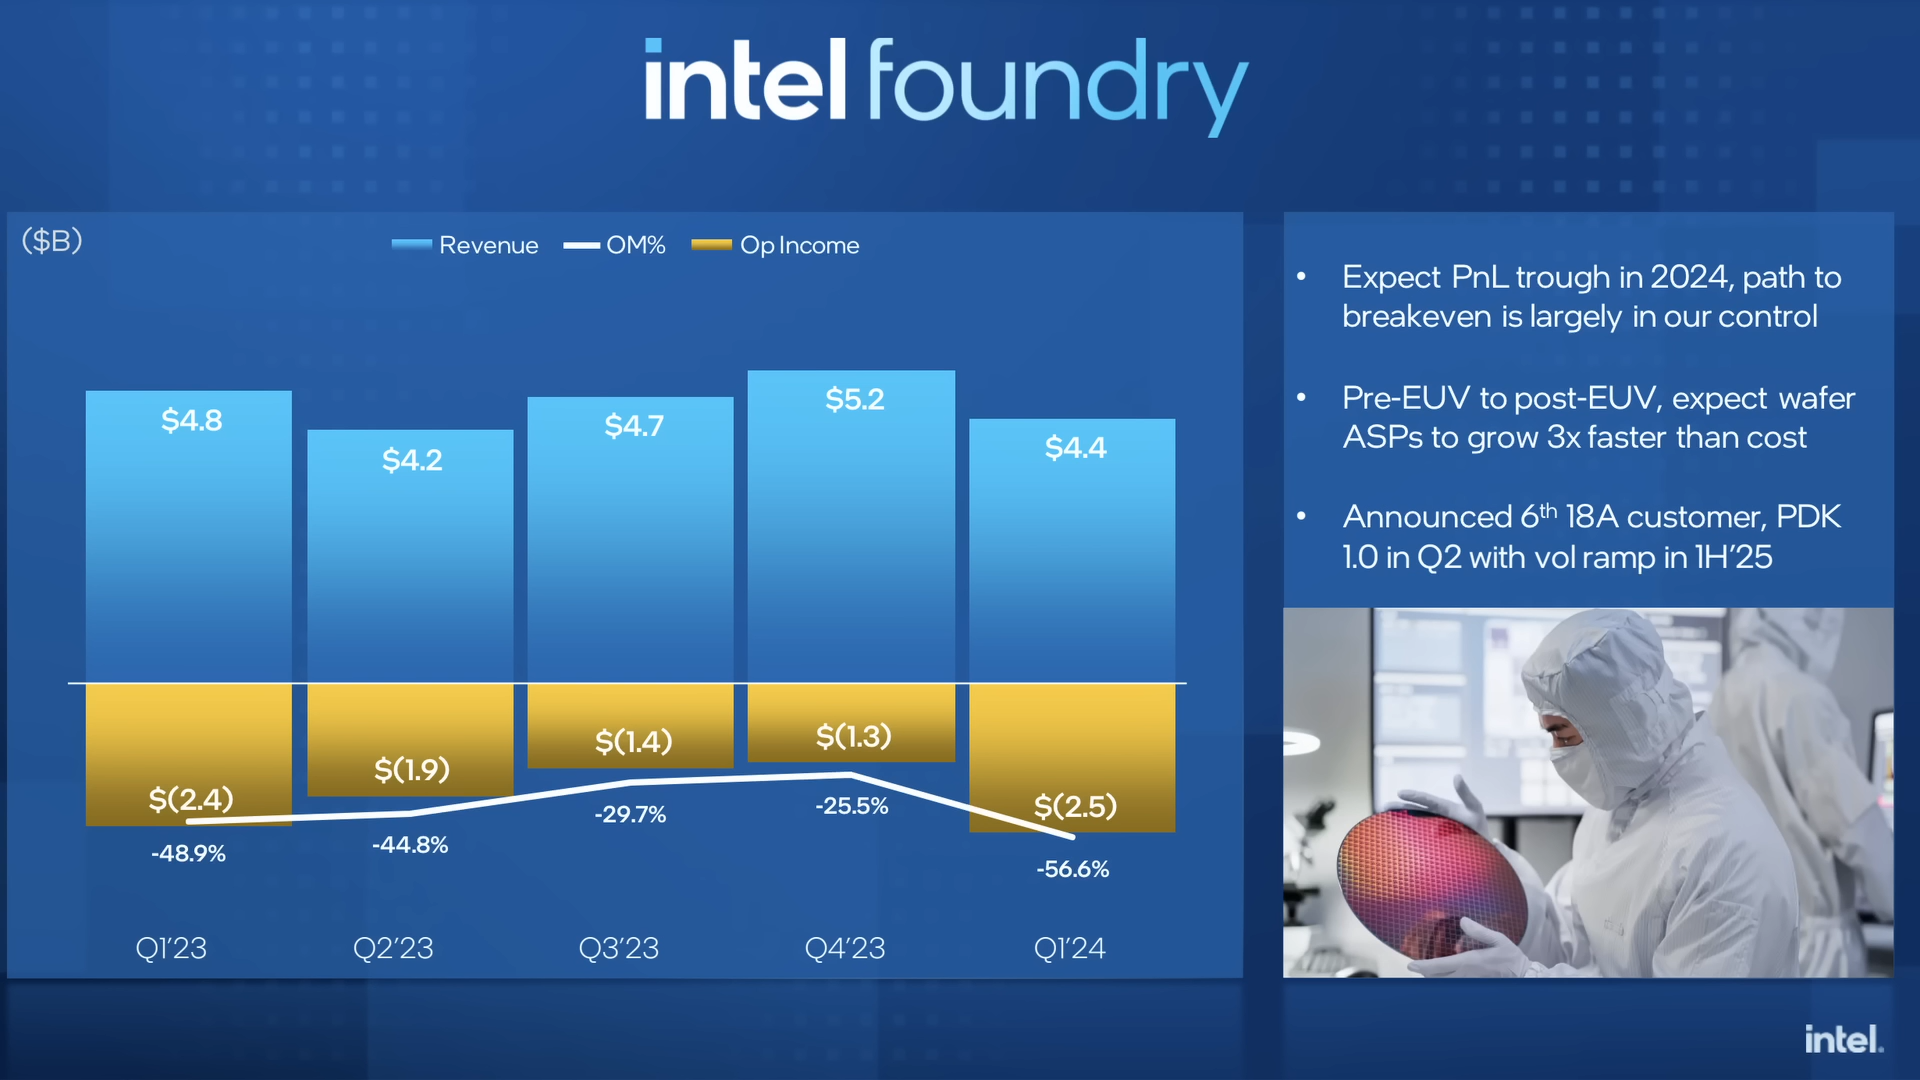 intel foundry
($B)
Revenue OM% Op Income
$4.8
$4.2
$4.7
$5.2
$4.4
$(2.4)
$(1.9)
$(1.4)
$(1.3)
$(2.5)
-48.9%
-44.8%
-29.7%
-25.5%
-56.6%
Q1'23 Q2'23 Q3'23 Q4'23 Q1'24
• Expect PnL trough in 2024, path to
breakeven is largely in our control
• Pre-EUV to post-EUV, expect wafer
ASPs to grow 3x faster than cost
• Announced 6th 18A customer, PDK
1.0 in Q2 with vol ramp in 1H'25
intel.